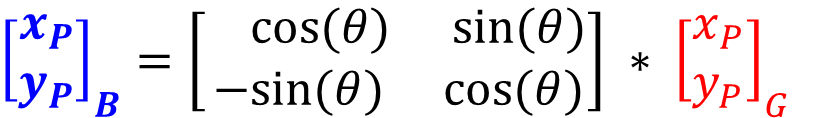 [x_P y_P]_B = [cos(θ) sin(θ) −sin(θ) cos(θ)] * [x_P y_P]_G